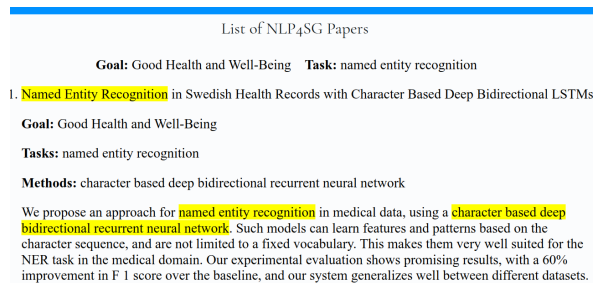 List of NLP4SG Papers
Goal: Good Health and Well-Being Task: named entity recognition
1. Named Entity Recognition in Swedish Health Records with Character Based Deep Bidirectional LSTMs
Goal: Good Health and Well-Being
Tasks: named entity recognition
Methods: character based deep bidirectional recurrent neural network
We propose an approach for named entity recognition in medical data, using a character based deep
bidirectional recurrent neural network. Such models can learn features and patterns based on the
character sequence, and are not limited to a fixed vocabulary. This makes them very well suited for the
NER task in the medical domain. Our experimental evaluation shows promising results, with a 60%
improvement in F 1 score over the baseline, and our system generalizes well between different datasets.